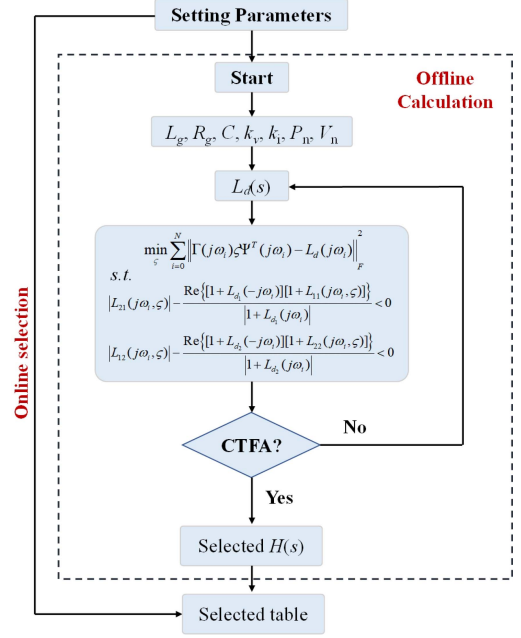 Setting Parameters
Start
Offline
Calculation
L_g, R_g, C, k_v, k_i, P_n, V_n
L_d(s)
min_ς ∑_{i=0}^{N} ‖Γ(jω_i)ςΨ^T(jω_i) − L_d(jω_i)‖_F^2
s.t.
|L_21(jω_i,ς)| − Re{[1+L_{d_1}(−jω_i)][1+L_11(jω_i,ς)]} / |1+L_{d_1}(jω_i)| < 0
|L_12(jω_i,ς)| − Re{[1+L_{d_2}(−jω_i)][1+L_22(jω_i,ς)]} / |1+L_{d_2}(jω_i)| < 0
Online selection
CTFA?
No
Yes
Selected H(s)
Selected table